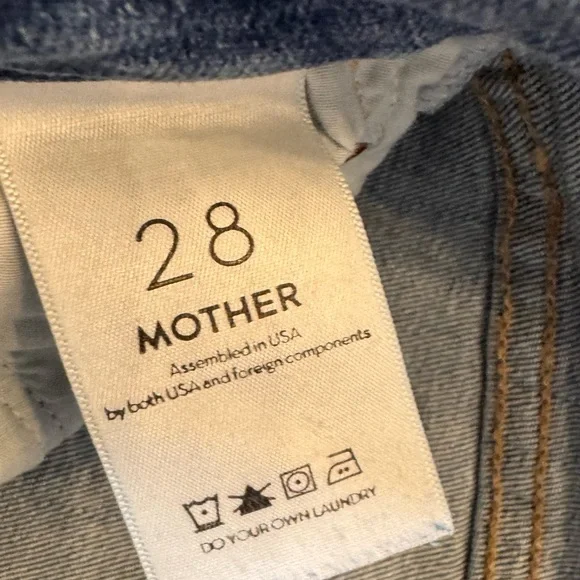 28
MOTHER
Assembled in USA
by both USA and foreign components
DO YOUR OWN LAUNDRY